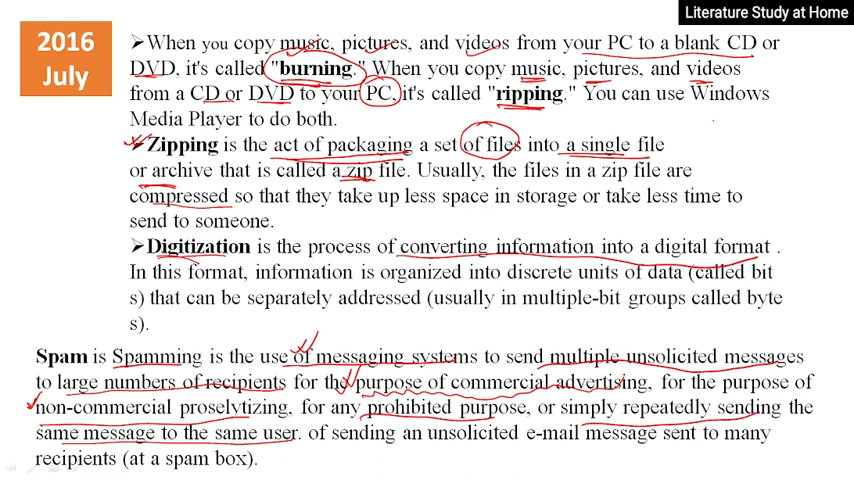 Literature Study at Home
2016
July
➢When you copy music, pictures, and videos from your PC to a blank CD or
DVD, it's called "burning." When you copy music, pictures, and videos
from a CD or DVD to your PC, it's called "ripping." You can use Windows
Media Player to do both.
➢Zipping is the act of packaging a set of files into a single file
or archive that is called a zip file. Usually, the files in a zip file are
compressed so that they take up less space in storage or take less time to
send to someone.
➢Digitization is the process of converting information into a digital format .
In this format, information is organized into discrete units of data (called bit
s) that can be separately addressed (usually in multiple-bit groups called byte
s).
Spam is Spamming is the use of messaging systems to send multiple unsolicited messages
to large numbers of recipients for the purpose of commercial advertising, for the purpose of
non-commercial proselytizing, for any prohibited purpose, or simply repeatedly sending the
same message to the same user. of sending an unsolicited e-mail message sent to many
recipients (at a spam box).